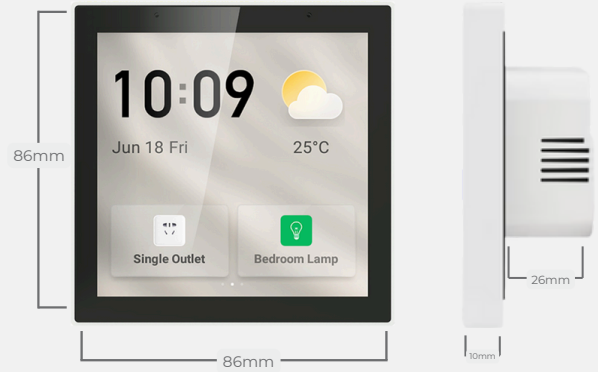 86mm
10:09
Jun 18 Fri
25°C
Single Outlet
Bedroom Lamp
26mm
10mm
86mm